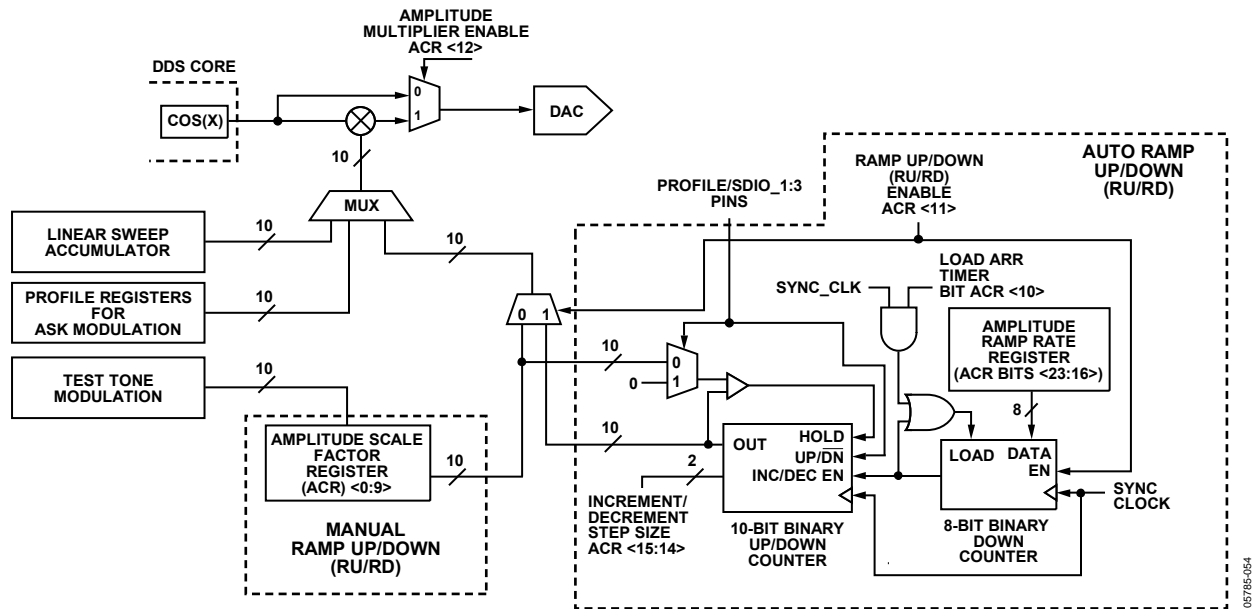 AMPLITUDE
MULTIPLIER ENABLE
ACR <12>
DDS CORE
COS(X)
0
1
DAC
10
MUX
LINEAR SWEEP
ACCUMULATOR
10
PROFILE REGISTERS
FOR
ASK MODULATION
10
TEST TONE
MODULATION
10
10
0 1
AMPLITUDE SCALE
FACTOR
REGISTER
(ACR) <0:9>
10
MANUAL
RAMP UP/DOWN
(RU/RD)
AUTO RAMP
UP/DOWN
(RU/RD)
PROFILE/SDIO_1:3
PINS
RAMP UP/DOWN
(RU/RD)
ENABLE
ACR <11>
SYNC_CLK
LOAD ARR
TIMER
BIT ACR <10>
AMPLITUDE
RAMP RATE
REGISTER
(ACR BITS <23:16>)
8
10
0
0
1
10
OUT
HOLD
UP/DN
INC/DEC EN
2
INCREMENT/
DECREMENT
STEP SIZE
ACR <15:14>
10-BIT BINARY
UP/DOWN
COUNTER
LOAD
DATA
EN
8-BIT BINARY
DOWN
COUNTER
SYNC
CLOCK
05785-054